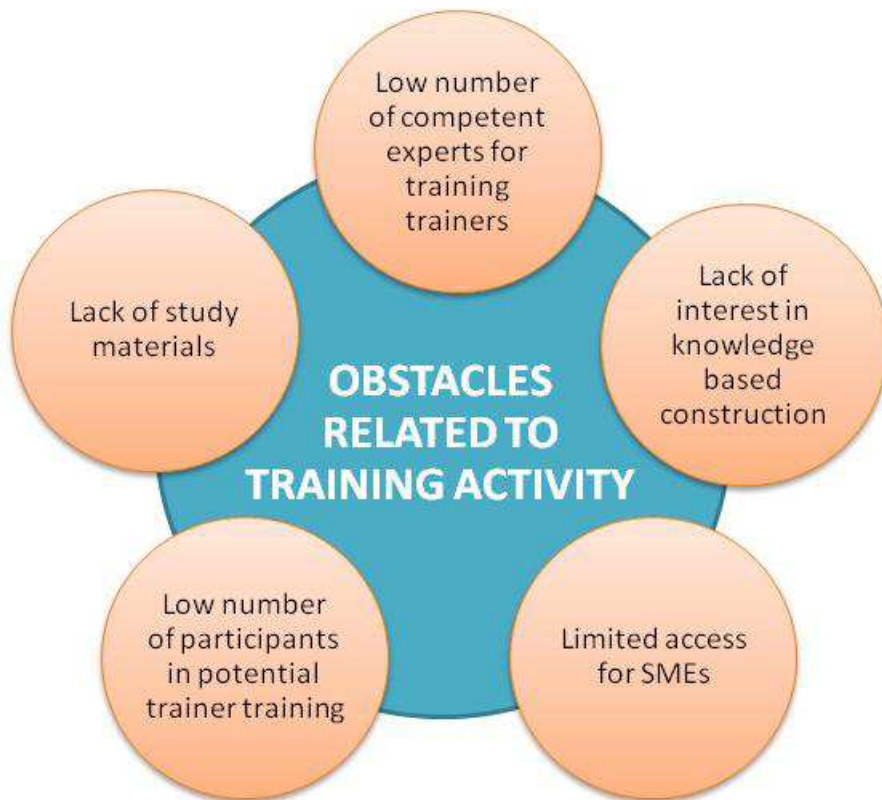 Low number
of competent
experts for
training
trainers
Lack of
interest in
knowledge
based
construction
Limited access
for SMEs
Low number
of participants
in potential
trainer training
Lack of study
materials
OBSTACLES
RELATED TO
TRAINING ACTIVITY